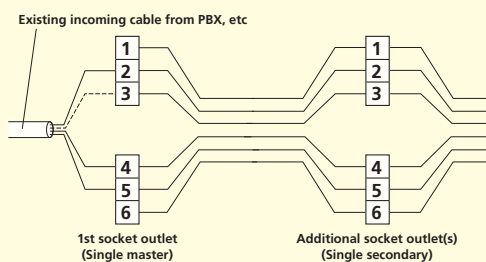 Existing incoming cable from PBX, etc
1 1
2 2
3 3
4 4
5 5
6 6
1st socket outlet Additional socket outlet(s)
(Single master) (Single secondary)